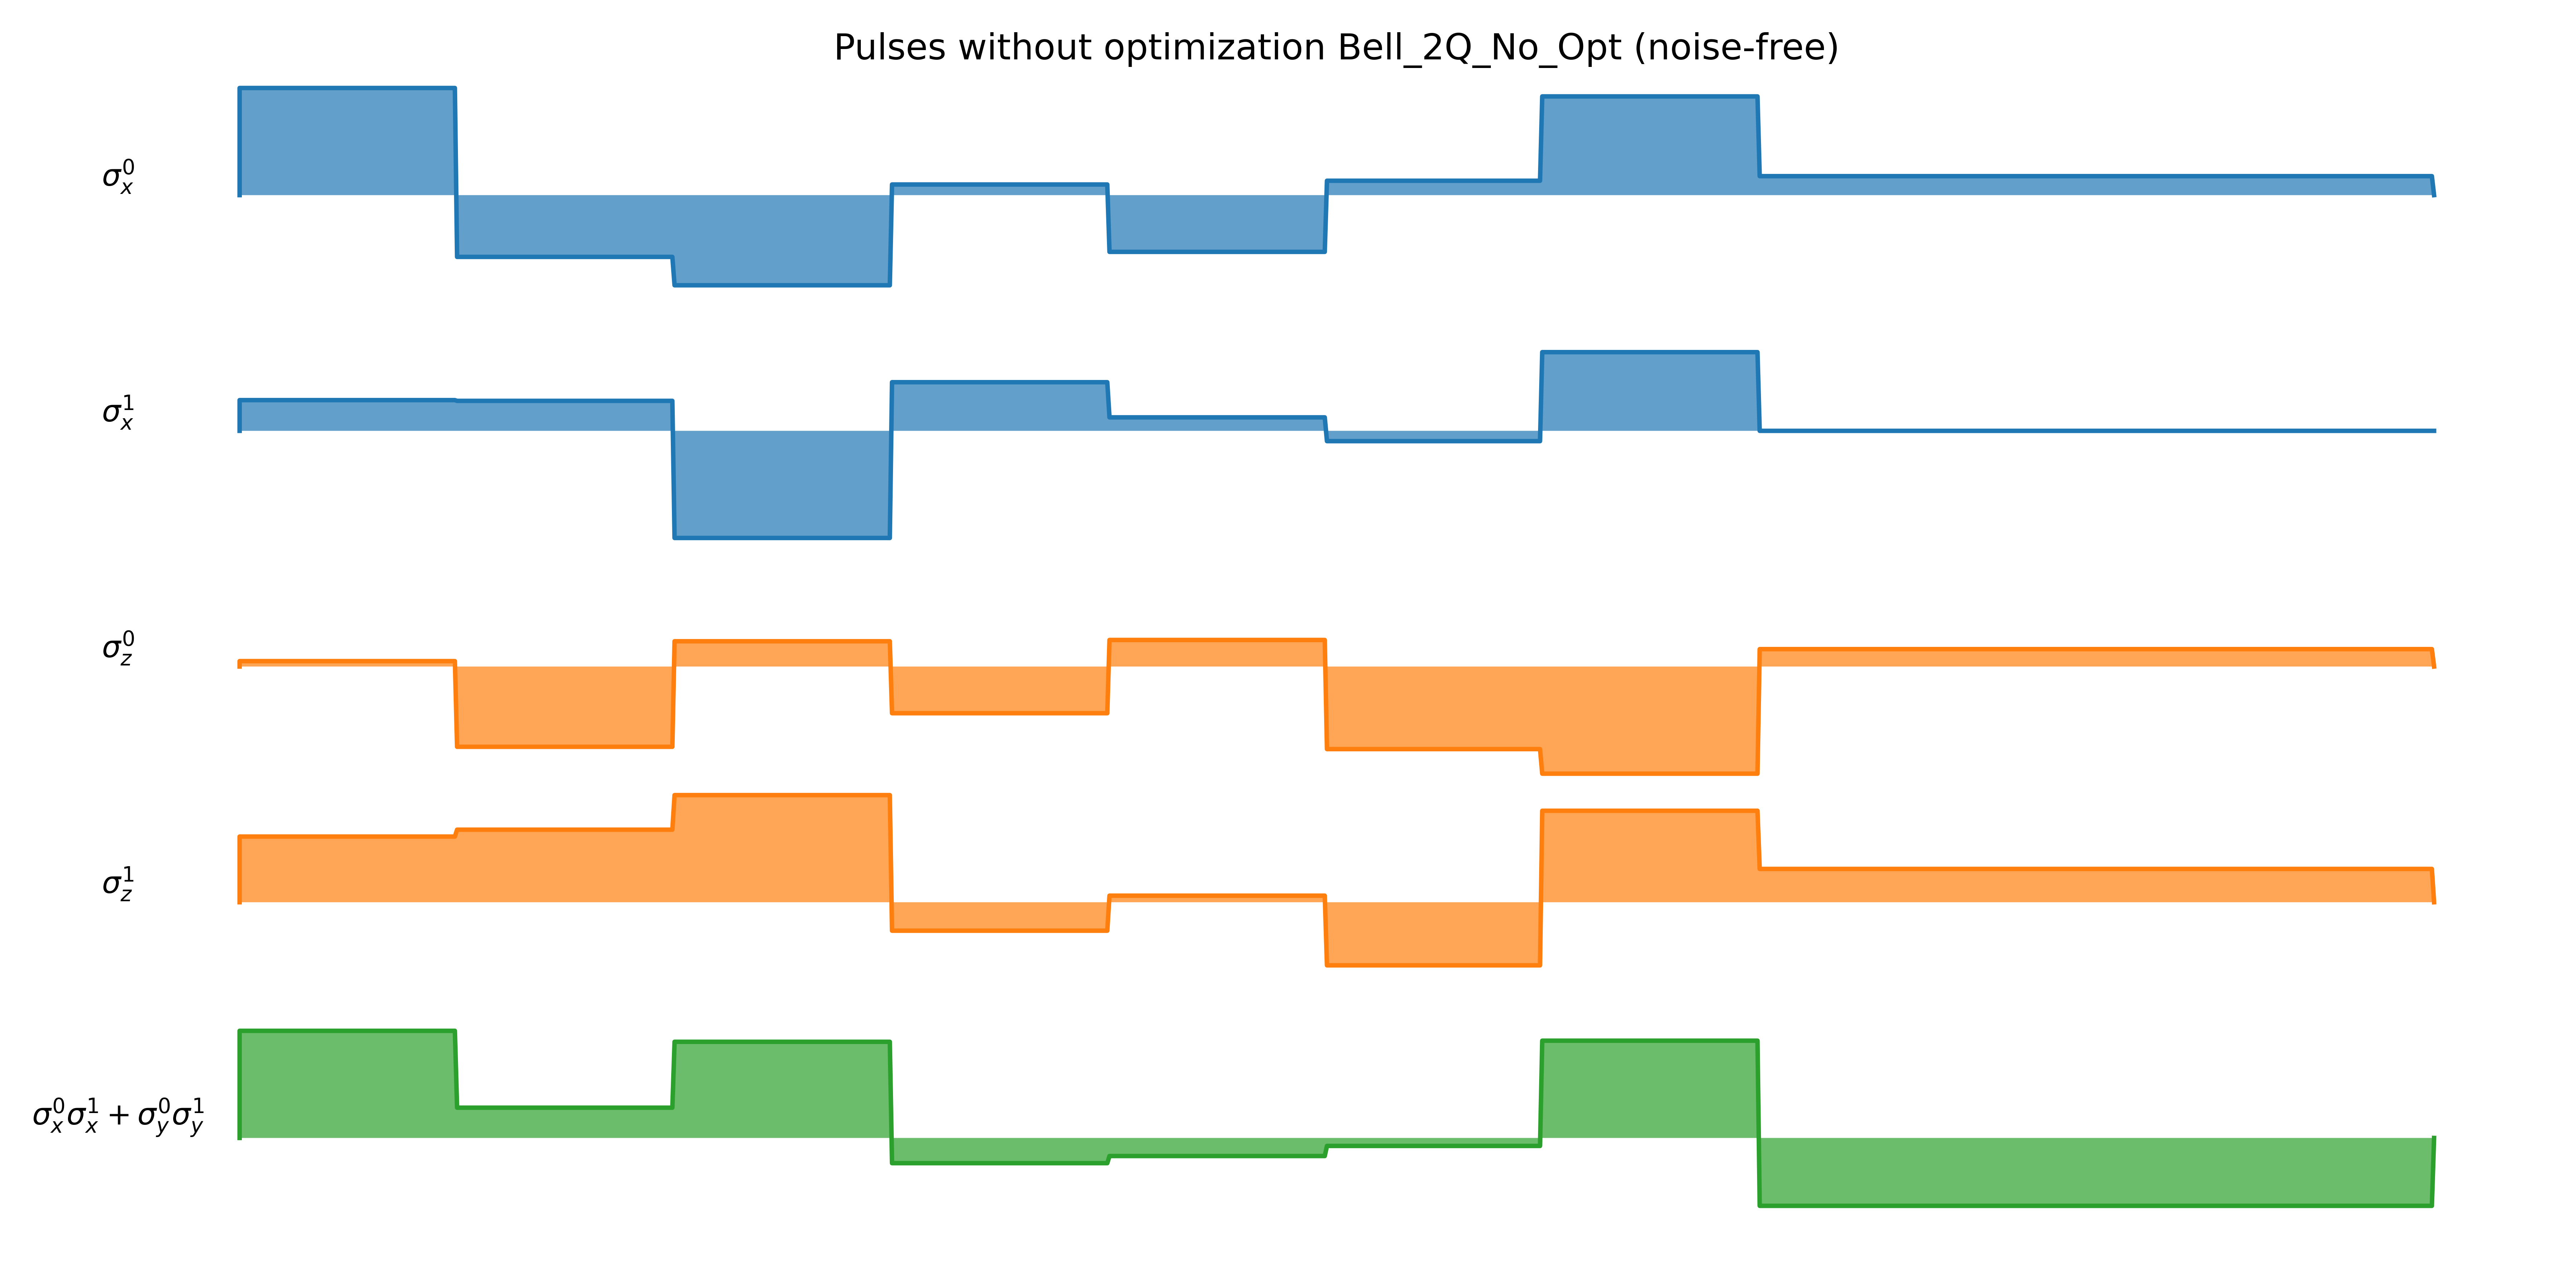 Pulses without optimization Bell_2Q_No_Opt (noise-free)
σ_x^0
σ_x^1
σ_z^0
σ_z^1
σ_x^0σ_x^1 + σ_y^0σ_y^1